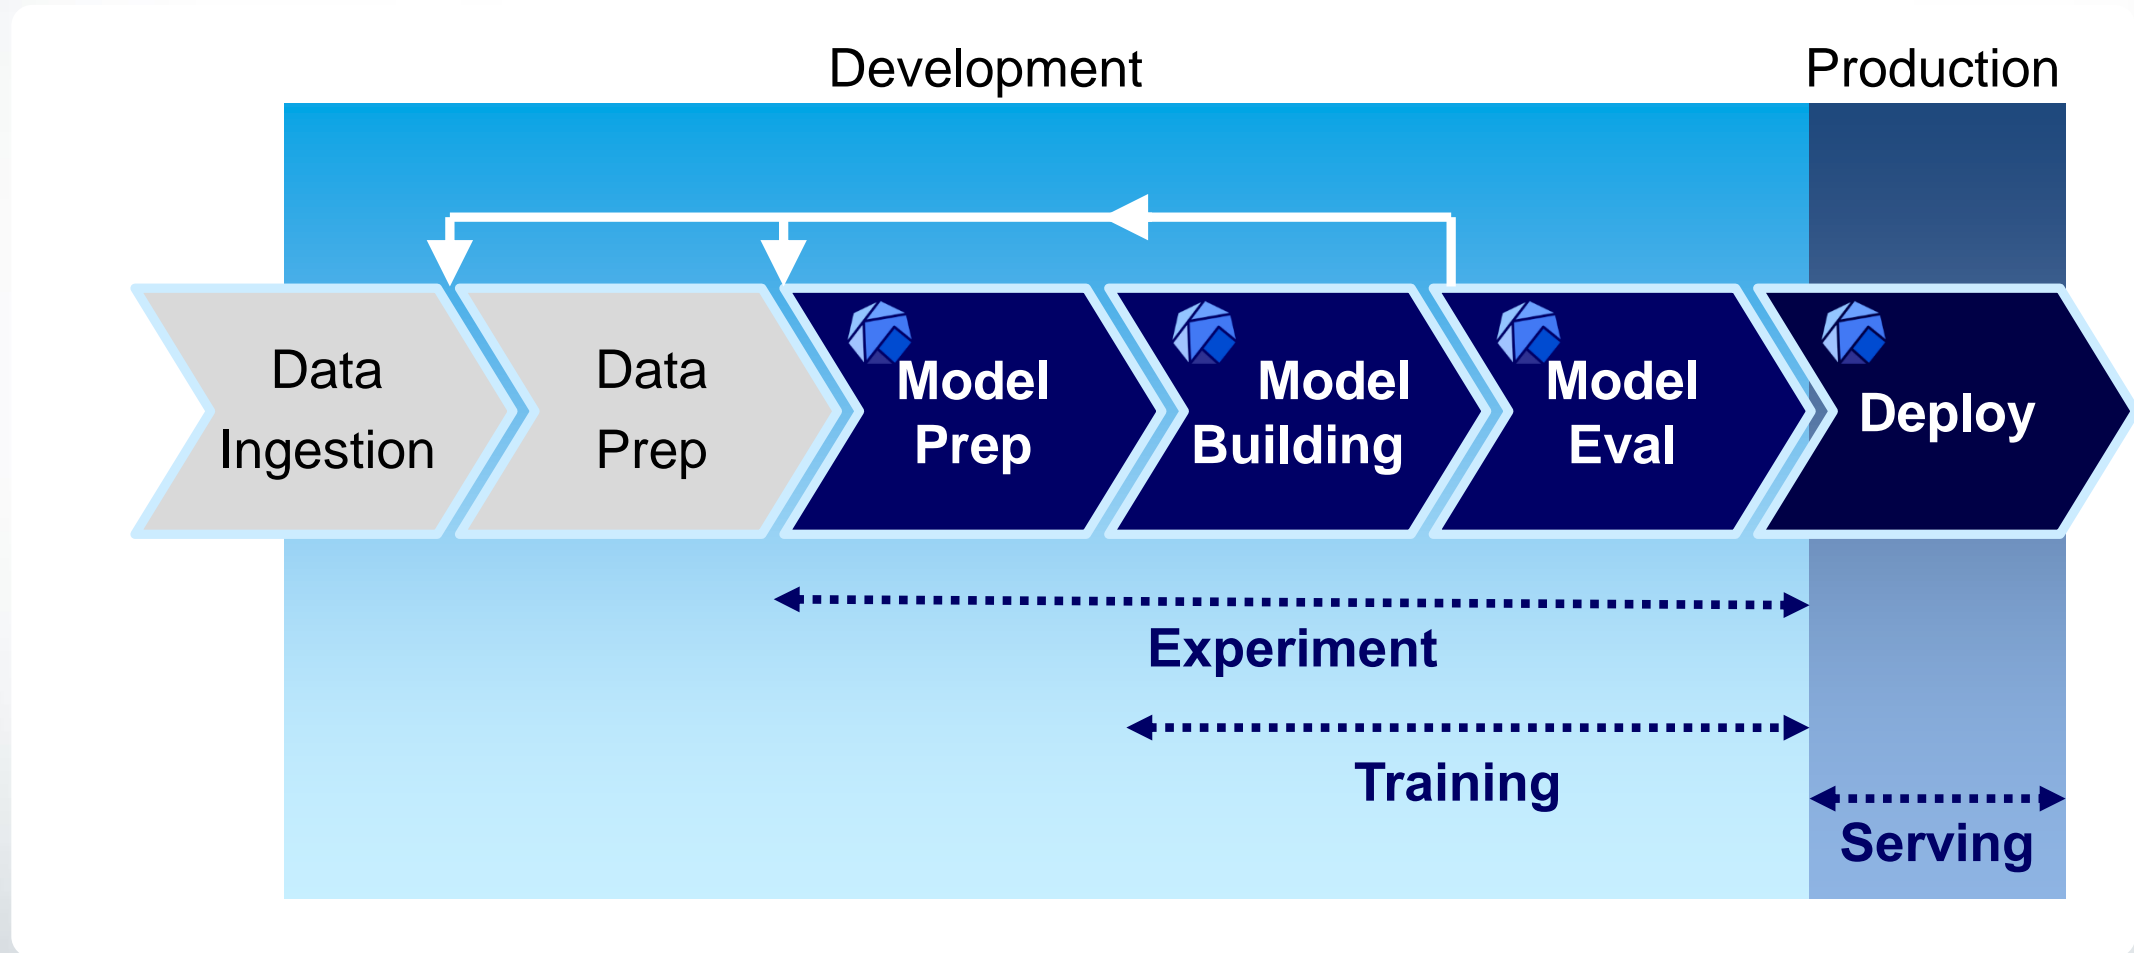 Development
Production
Data
Ingestion
Data
Prep
Model
Prep
Model
Building
Model
Eval
Deploy
Experiment
Training
Serving